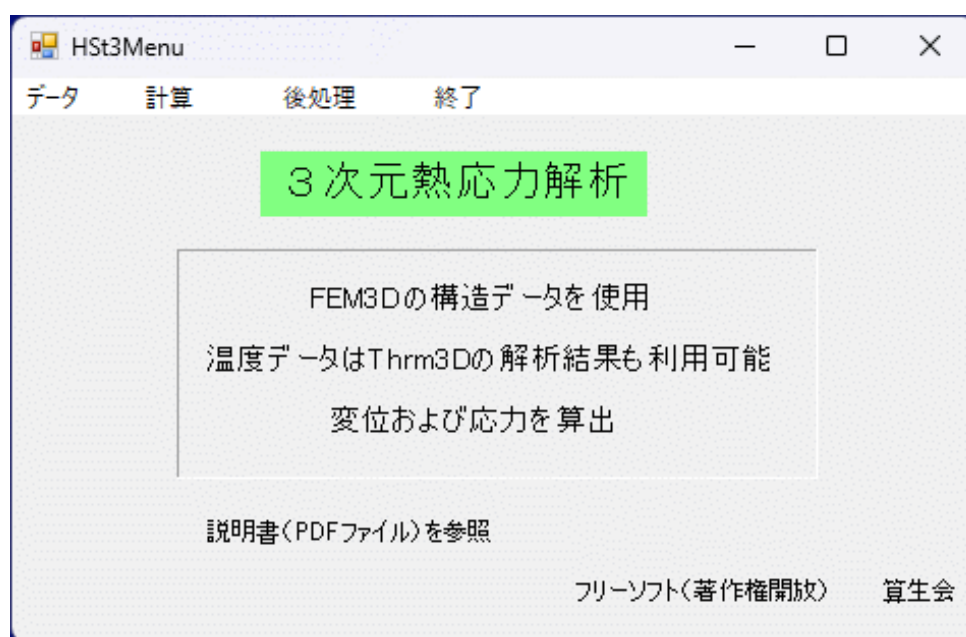 HSt3Menu
データ 計算 後処理 終了
３次元熱応力解析
FEM3Dの構造データを使用
温度データはThrm3Dの解析結果も利用可能
変位および応力を算出
説明書（PDFファイル）を参照
フリーソフト（著作権開放） 算生会